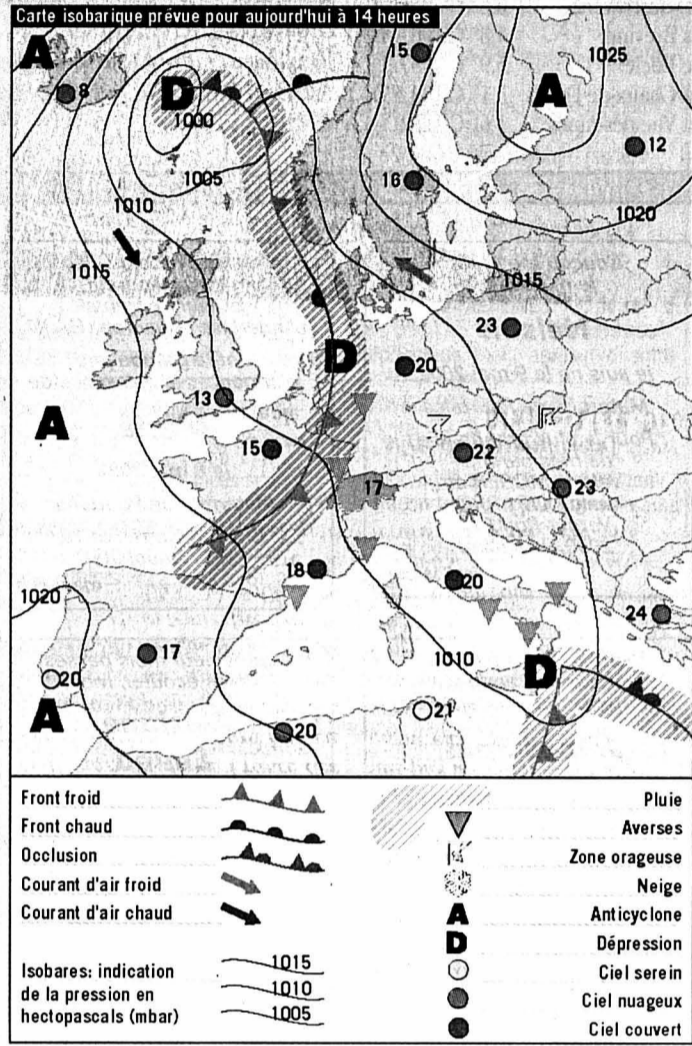 Carte isobarique prévue pour aujourd'hui à 14 heures
A
8
D
1000
1005
1010
1015
15
1025
A
12
16
1020
1015
23
D
20
13
A
15
22
17
23
18
20
1020
24
17
20
A
1010
D
21
20
Front froid
Front chaud
Occlusion
Courant d'air froid
Courant d'air chaud
Isobares: indication
de la pression en
hectopascals (mbar)
1015
1010
1005
Pluie
Averses
Zone orageuse
Neige
A Anticyclone
D Dépression
Ciel serein
Ciel nuageux
Ciel couvert